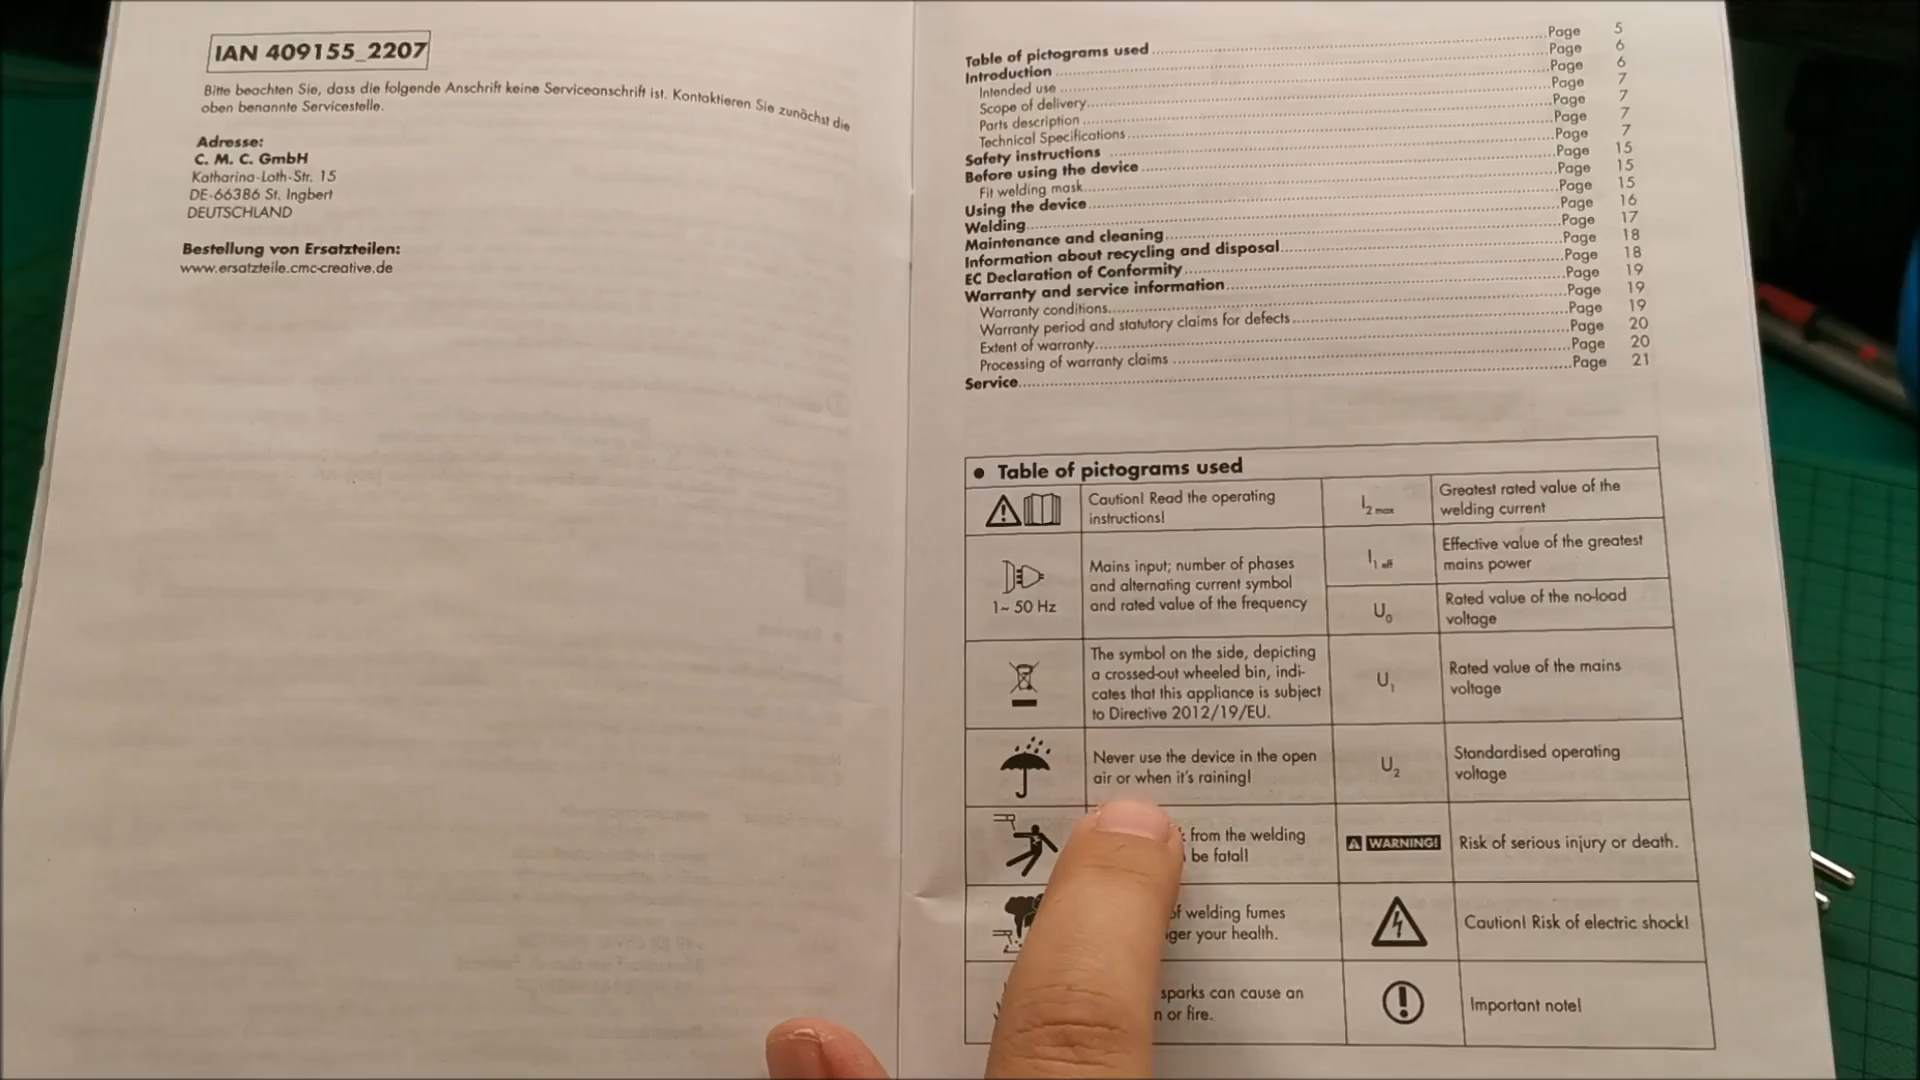 IAN 409155_2207
Bitte beachten Sie, dass die folgende Anschrift keine Serviceanschrift ist. Kontaktieren Sie zunächst die
oben benannte Servicestelle.
Adresse:
C. M. C. GmbH
Katharina-Loth-Str. 15
DE-66386 St. Ingbert
DEUTSCHLAND
Bestellung von Ersatzteilen:
www.ersatzteile.cmc-creative.de
Table of pictograms used Page 5
Introduction Page 6
Intended use Page 6
Scope of delivery Page 7
Parts description Page 7
Technical Specifications Page 7
Safety instructions Page 7
Before using the device Page 15
Fit welding mask Page 15
Using the device Page 15
Welding Page 16
Maintenance and cleaning Page 17
Information about recycling and disposal Page 18
EC Declaration of Conformity Page 18
Warranty and service information Page 19
Warranty conditions Page 19
Warranty period and statutory claims for defects Page 19
Extent of warranty Page 20
Processing of warranty claims Page 20
Service Page 21
● Table of pictograms used
Caution! Read the operating
instructions!
I2 max
Greatest rated value of the
welding current
1~ 50 Hz
Mains input; number of phases
and alternating current symbol
and rated value of the frequency
I1 eff
Effective value of the greatest
mains power
U0
Rated value of the no-load
voltage
The symbol on the side, depicting
a crossed-out wheeled bin, indi-
cates that this appliance is subject
to Directive 2012/19/EU.
U1
Rated value of the mains
voltage
Never use the device in the open
air or when it's raining!
U2
Standardised operating
voltage
from the welding
be fatal!
WARNING!
Risk of serious injury or death.
of welding fumes
your health.
Caution! Risk of electric shock!
sparks can cause an
or fire.
Important note!